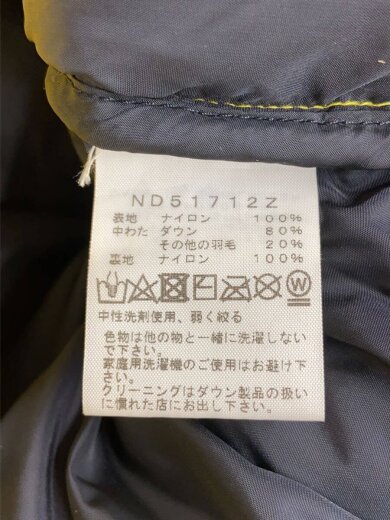 ND51712Z
表地 ナイロン 100%
中わた ダウン 80%
その他の羽毛 20%
裏地 ナイロン 100%
W
中性洗剤使用、弱く絞る
色物は他の物と一緒に洗濯しない
で下さい。
家庭用洗濯機のご使用はお避け下
さい。
クリーニングはダウン製品の扱い
に慣れた店にお出し下さい。